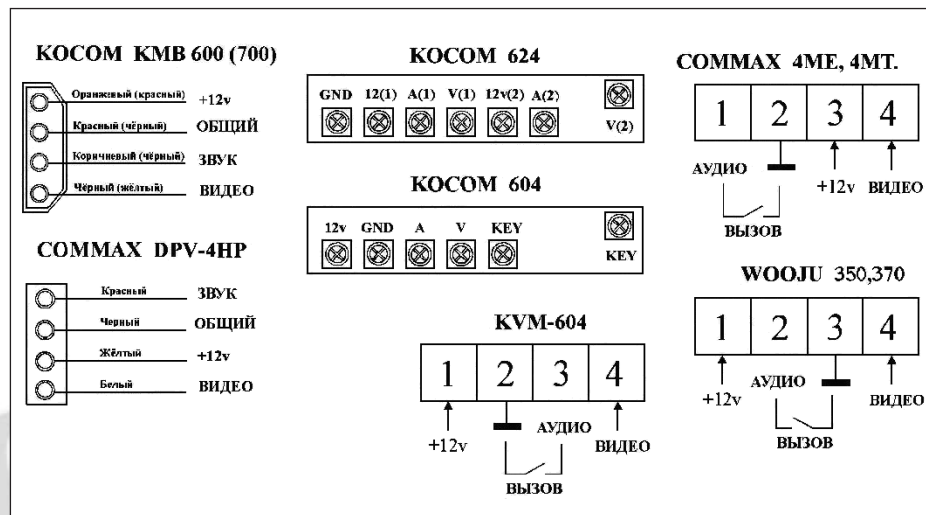 KOCOM KMB 600 (700)
Оранжевый (красный) +12v
Красный (чёрный) ОБЩИЙ
Коричневый (чёрный) ЗВУК
Чёрный (жёлтый) ВИДЕО
COMMAX DPV-4HP
Красный ЗВУК
Черный ОБЩИЙ
Жёлтый +12v
Белый ВИДЕО
KOCOM 624
GND 12(1) A(1) V(1) 12v(2) A(2)
V(2)
KOCOM 604
12v GND A V KEY
KEY
KVM-604
1 2 3 4
+12v АУДИО ВИДЕО
ВЫЗОВ
COMMAX 4ME, 4MT.
1 2 3 4
АУДИО +12v ВИДЕО
ВЫЗОВ
WOOJU 350,370
1 2 3 4
+12v АУДИО ВИДЕО
ВЫЗОВ